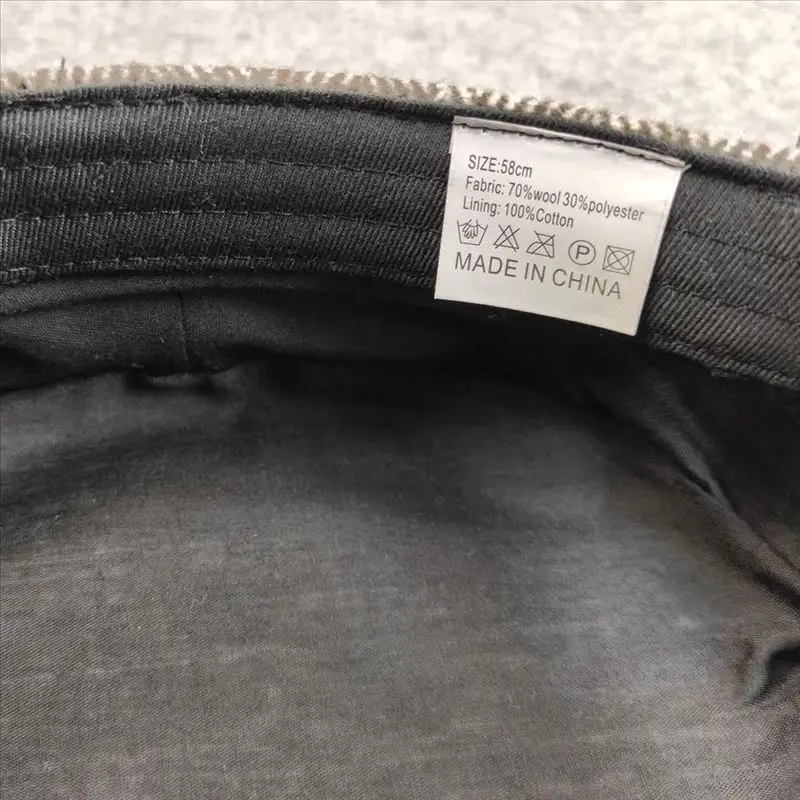 SIZE:58cm
Fabric: 70%wool 30%polyester
Lining: 100%Cotton
P
MADE IN CHINA